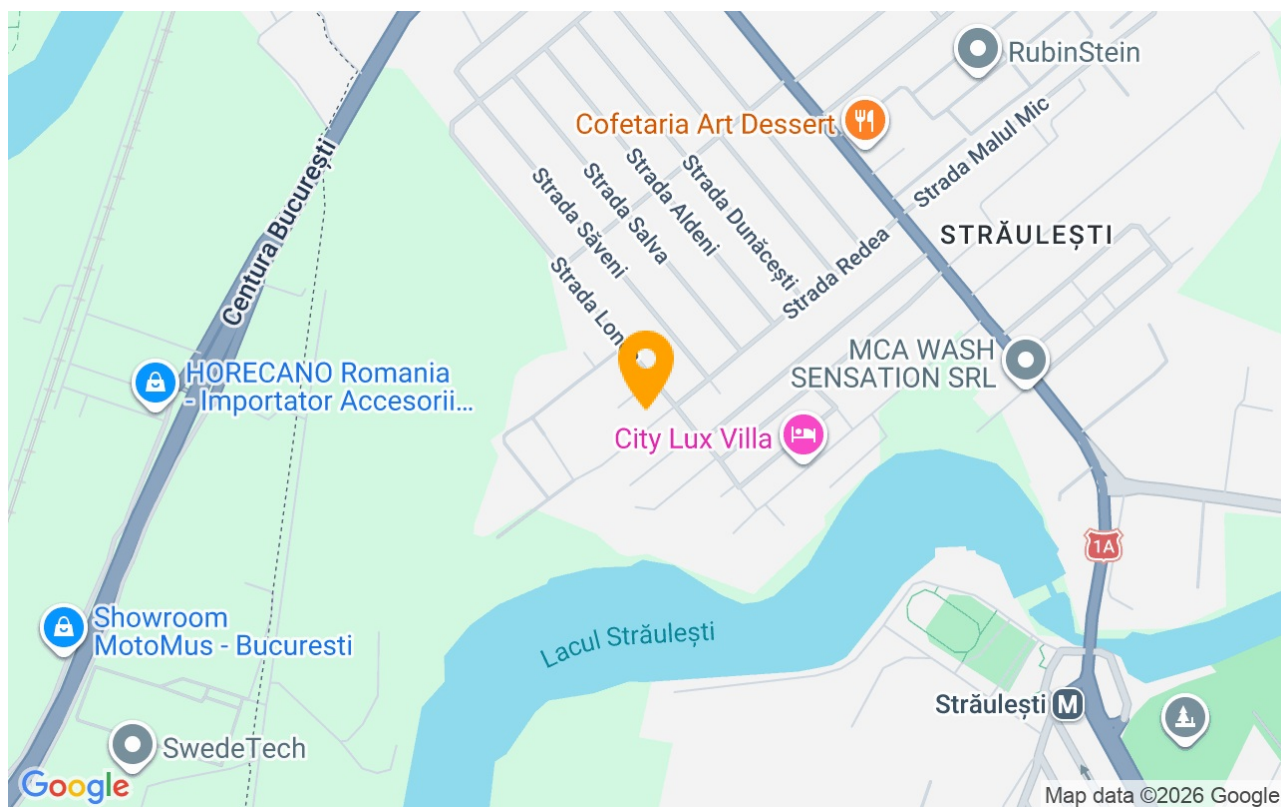 RubinStein
Cofetaria Art Dessert
Strada Malul Mic
Centura București
Strada Dunăcești
Strada Aldeni
Strada Salva
Strada Săveni
STRĂULEȘTI
Strada Redea
Strada
MCA WASH
SENSATION SRL
HORECANO Romania
- Importator Accesorii...
City Lux Villa
1A
Showroom
MotoMus - Bucuresti
Lacul Străulești
Străulești M
SwedeTech
Google
Map data ©2026 Google